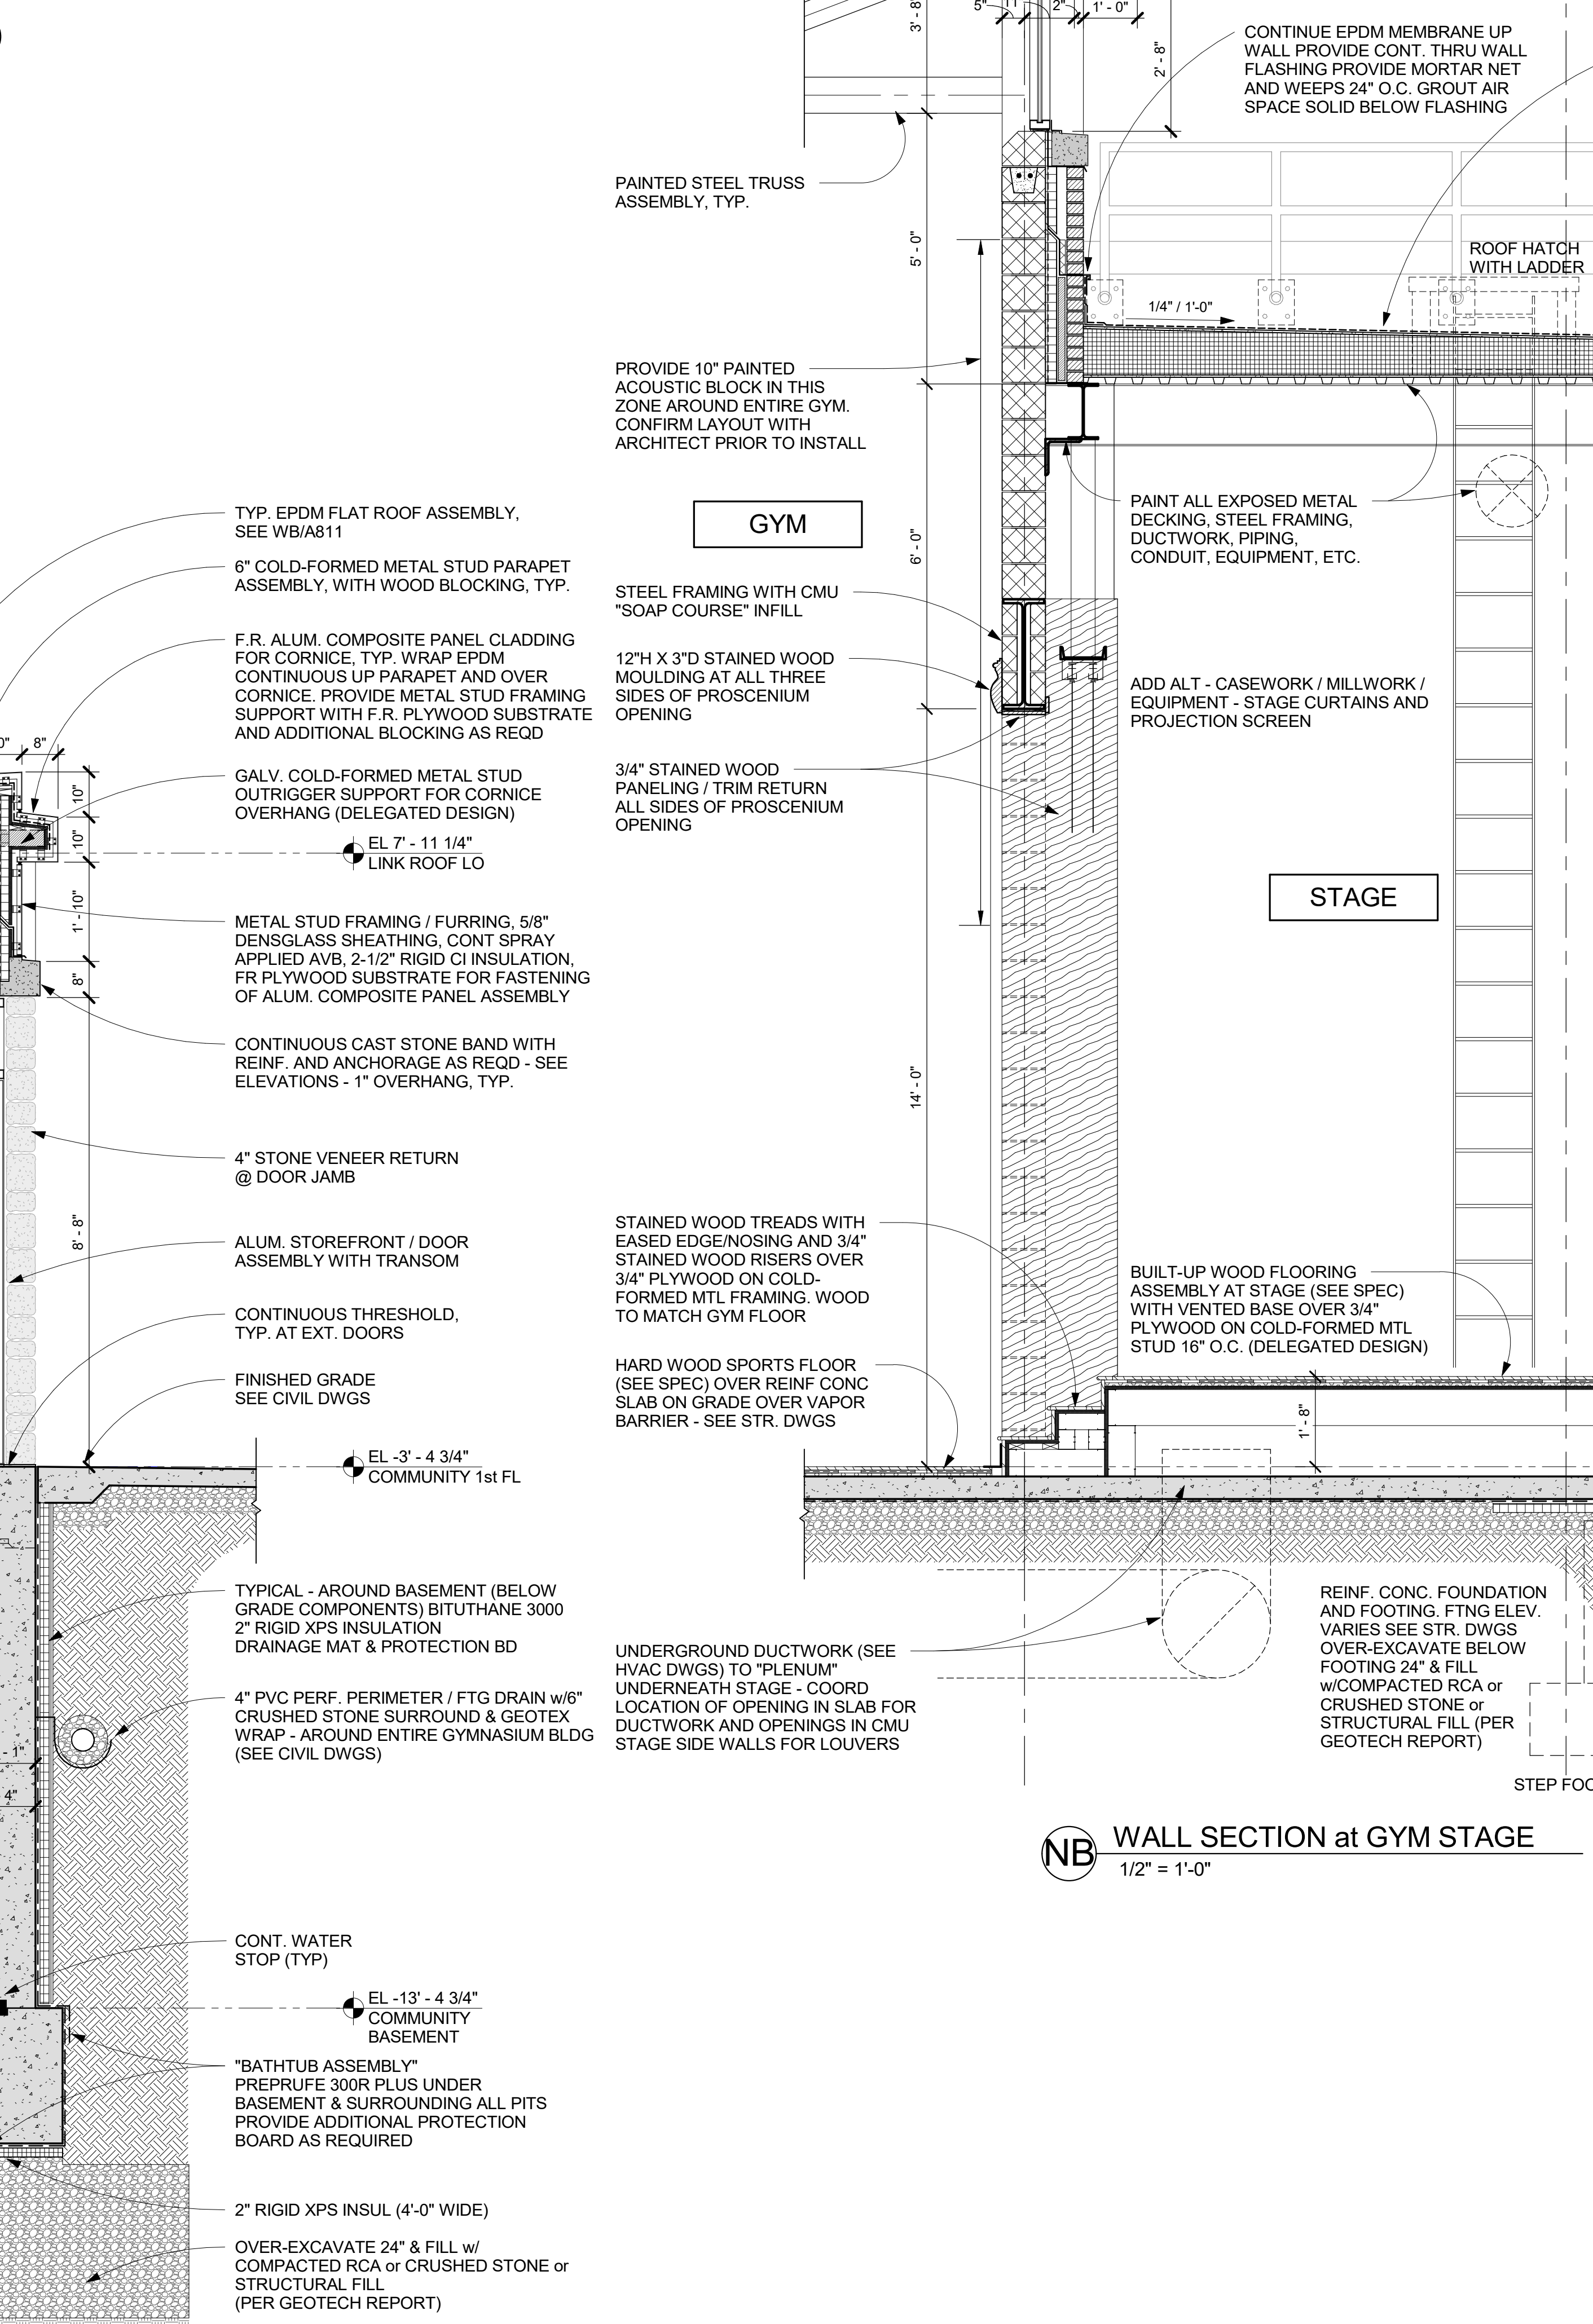 5"
11"
2"
1' - 0"
3' - 8"
2' - 8"
CONTINUE EPDM MEMBRANE UP
WALL PROVIDE CONT. THRU WALL
FLASHING PROVIDE MORTAR NET
AND WEEPS 24" O.C. GROUT AIR
SPACE SOLID BELOW FLASHING
PAINTED STEEL TRUSS
ASSEMBLY, TYP.
5' - 0"
ROOF HATCH
WITH LADDER
1/4" / 1'-0"
PROVIDE 10" PAINTED
ACOUSTIC BLOCK IN THIS
ZONE AROUND ENTIRE GYM.
CONFIRM LAYOUT WITH
ARCHITECT PRIOR TO INSTALL
GYM
6' - 0"
PAINT ALL EXPOSED METAL
DECKING, STEEL FRAMING,
DUCTWORK, PIPING,
CONDUIT, EQUIPMENT, ETC.
STEEL FRAMING WITH CMU
"SOAP COURSE" INFILL
12"H X 3"D STAINED WOOD
MOULDING AT ALL THREE
SIDES OF PROSCENIUM
OPENING
ADD ALT - CASEWORK / MILLWORK /
EQUIPMENT - STAGE CURTAINS AND
PROJECTION SCREEN
3/4" STAINED WOOD
PANELING / TRIM RETURN
ALL SIDES OF PROSCENIUM
OPENING
STAGE
14' - 0"
STAINED WOOD TREADS WITH
EASED EDGE/NOSING AND 3/4"
STAINED WOOD RISERS OVER
3/4" PLYWOOD ON COLD-
FORMED MTL FRAMING. WOOD
TO MATCH GYM FLOOR
BUILT-UP WOOD FLOORING
ASSEMBLY AT STAGE (SEE SPEC)
WITH VENTED BASE OVER 3/4"
PLYWOOD ON COLD-FORMED MTL
STUD 16" O.C. (DELEGATED DESIGN)
HARD WOOD SPORTS FLOOR
(SEE SPEC) OVER REINF CONC
SLAB ON GRADE OVER VAPOR
BARRIER - SEE STR. DWGS
1' - 8"
UNDERGROUND DUCTWORK (SEE
HVAC DWGS) TO "PLENUM"
UNDERNEATH STAGE - COORD
LOCATION OF OPENING IN SLAB FOR
DUCTWORK AND OPENINGS IN CMU
STAGE SIDE WALLS FOR LOUVERS
REINF. CONC. FOUNDATION
AND FOOTING. FTNG ELEV.
VARIES SEE STR. DWGS
OVER-EXCAVATE BELOW
FOOTING 24" & FILL
w/COMPACTED RCA or
CRUSHED STONE or
STRUCTURAL FILL (PER
GEOTECH REPORT)
STEP FOO
NB
WALL SECTION at GYM STAGE
1/2" = 1'-0"
TYP. EPDM FLAT ROOF ASSEMBLY,
SEE WB/A811
6" COLD-FORMED METAL STUD PARAPET
ASSEMBLY, WITH WOOD BLOCKING, TYP.
F.R. ALUM. COMPOSITE PANEL CLADDING
FOR CORNICE, TYP. WRAP EPDM
CONTINUOUS UP PARAPET AND OVER
CORNICE. PROVIDE METAL STUD FRAMING
SUPPORT WITH F.R. PLYWOOD SUBSTRATE
AND ADDITIONAL BLOCKING AS REQD
0"
8"
10"
10"
GALV. COLD-FORMED METAL STUD
OUTRIGGER SUPPORT FOR CORNICE
OVERHANG (DELEGATED DESIGN)
EL 7' - 11 1/4"
LINK ROOF LO
1' - 10"
8"
METAL STUD FRAMING / FURRING, 5/8"
DENSGLASS SHEATHING, CONT SPRAY
APPLIED AVB, 2-1/2" RIGID CI INSULATION,
FR PLYWOOD SUBSTRATE FOR FASTENING
OF ALUM. COMPOSITE PANEL ASSEMBLY
CONTINUOUS CAST STONE BAND WITH
REINF. AND ANCHORAGE AS REQD - SEE
ELEVATIONS - 1" OVERHANG, TYP.
4" STONE VENEER RETURN
@ DOOR JAMB
8' - 8"
ALUM. STOREFRONT / DOOR
ASSEMBLY WITH TRANSOM
CONTINUOUS THRESHOLD,
TYP. AT EXT. DOORS
FINISHED GRADE
SEE CIVIL DWGS
EL -3' - 4 3/4"
COMMUNITY 1st FL
TYPICAL - AROUND BASEMENT (BELOW
GRADE COMPONENTS) BITUTHANE 3000
2" RIGID XPS INSULATION
DRAINAGE MAT & PROTECTION BD
4" PVC PERF. PERIMETER / FTG DRAIN w/6"
CRUSHED STONE SURROUND & GEOTEX
WRAP - AROUND ENTIRE GYMNASIUM BLDG
(SEE CIVIL DWGS)
- 1"
4"
CONT. WATER
STOP (TYP)
EL -13' - 4 3/4"
COMMUNITY
BASEMENT
"BATHTUB ASSEMBLY"
PREPRUFE 300R PLUS UNDER
BASEMENT & SURROUNDING ALL PITS
PROVIDE ADDITIONAL PROTECTION
BOARD AS REQUIRED
2" RIGID XPS INSUL (4'-0" WIDE)
OVER-EXCAVATE 24" & FILL w/
COMPACTED RCA or CRUSHED STONE or
STRUCTURAL FILL
(PER GEOTECH REPORT)